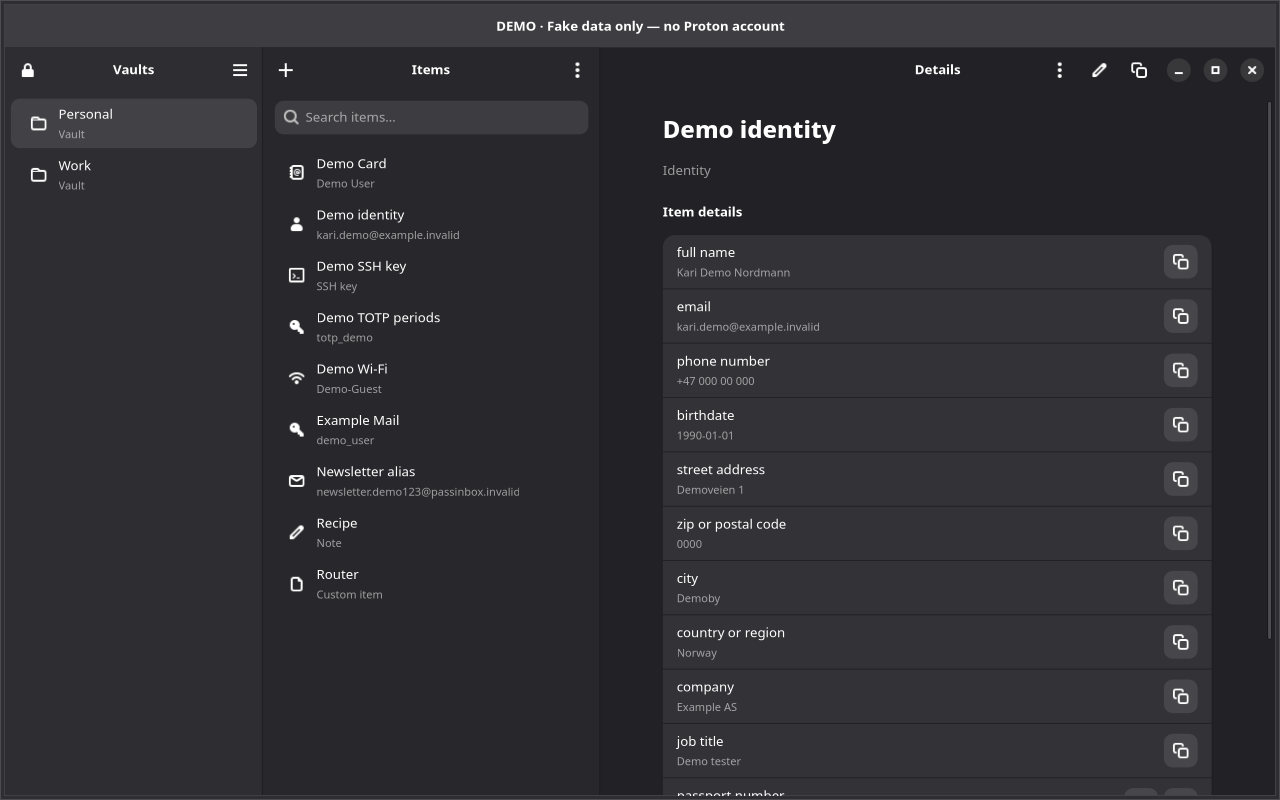 DEMO · Fake data only — no Proton account
Vaults
Personal
Vault
Work
Vault
Items
Search items...
Demo Card
Demo User
Demo identity
kari.demo@example.invalid
Demo SSH key
SSH key
Demo TOTP periods
totp_demo
Demo Wi-Fi
Demo-Guest
Example Mail
demo_user
Newsletter alias
newsletter.demo123@passinbox.invalid
Recipe
Note
Router
Custom item
Details
Demo identity
Identity
Item details
full name
Kari Demo Nordmann
email
kari.demo@example.invalid
phone number
+47 000 00 000
birthdate
1990-01-01
street address
Demoveien 1
zip or postal code
0000
city
Demoby
country or region
Norway
company
Example AS
job title
Demo tester
passport number